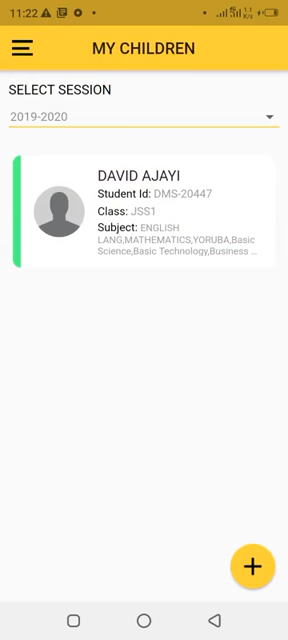 11:22
MY CHILDREN
SELECT SESSION
2019-2020
DAVID AJAYI
Student Id: DMS-20447
Class: JSS1
Subject: ENGLISH
LANG,MATHEMATICS,YORUBA,Basic
Science,Basic Technology,Business ...